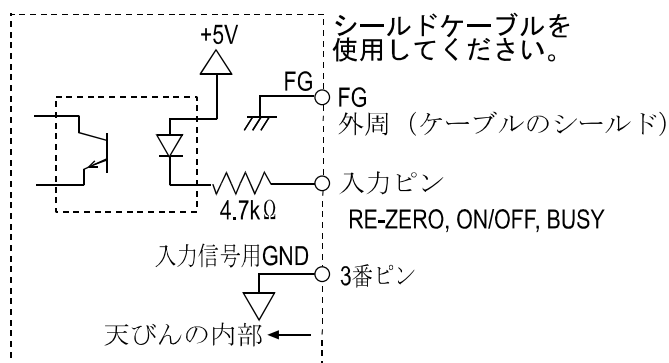 シールドケーブルを
使用してください。
+5V
FG
FG
外周（ケーブルのシールド）
入力ピン
4.7kΩ
RE-ZERO, ON/OFF, BUSY
入力信号用GND
3番ピン
天びんの内部